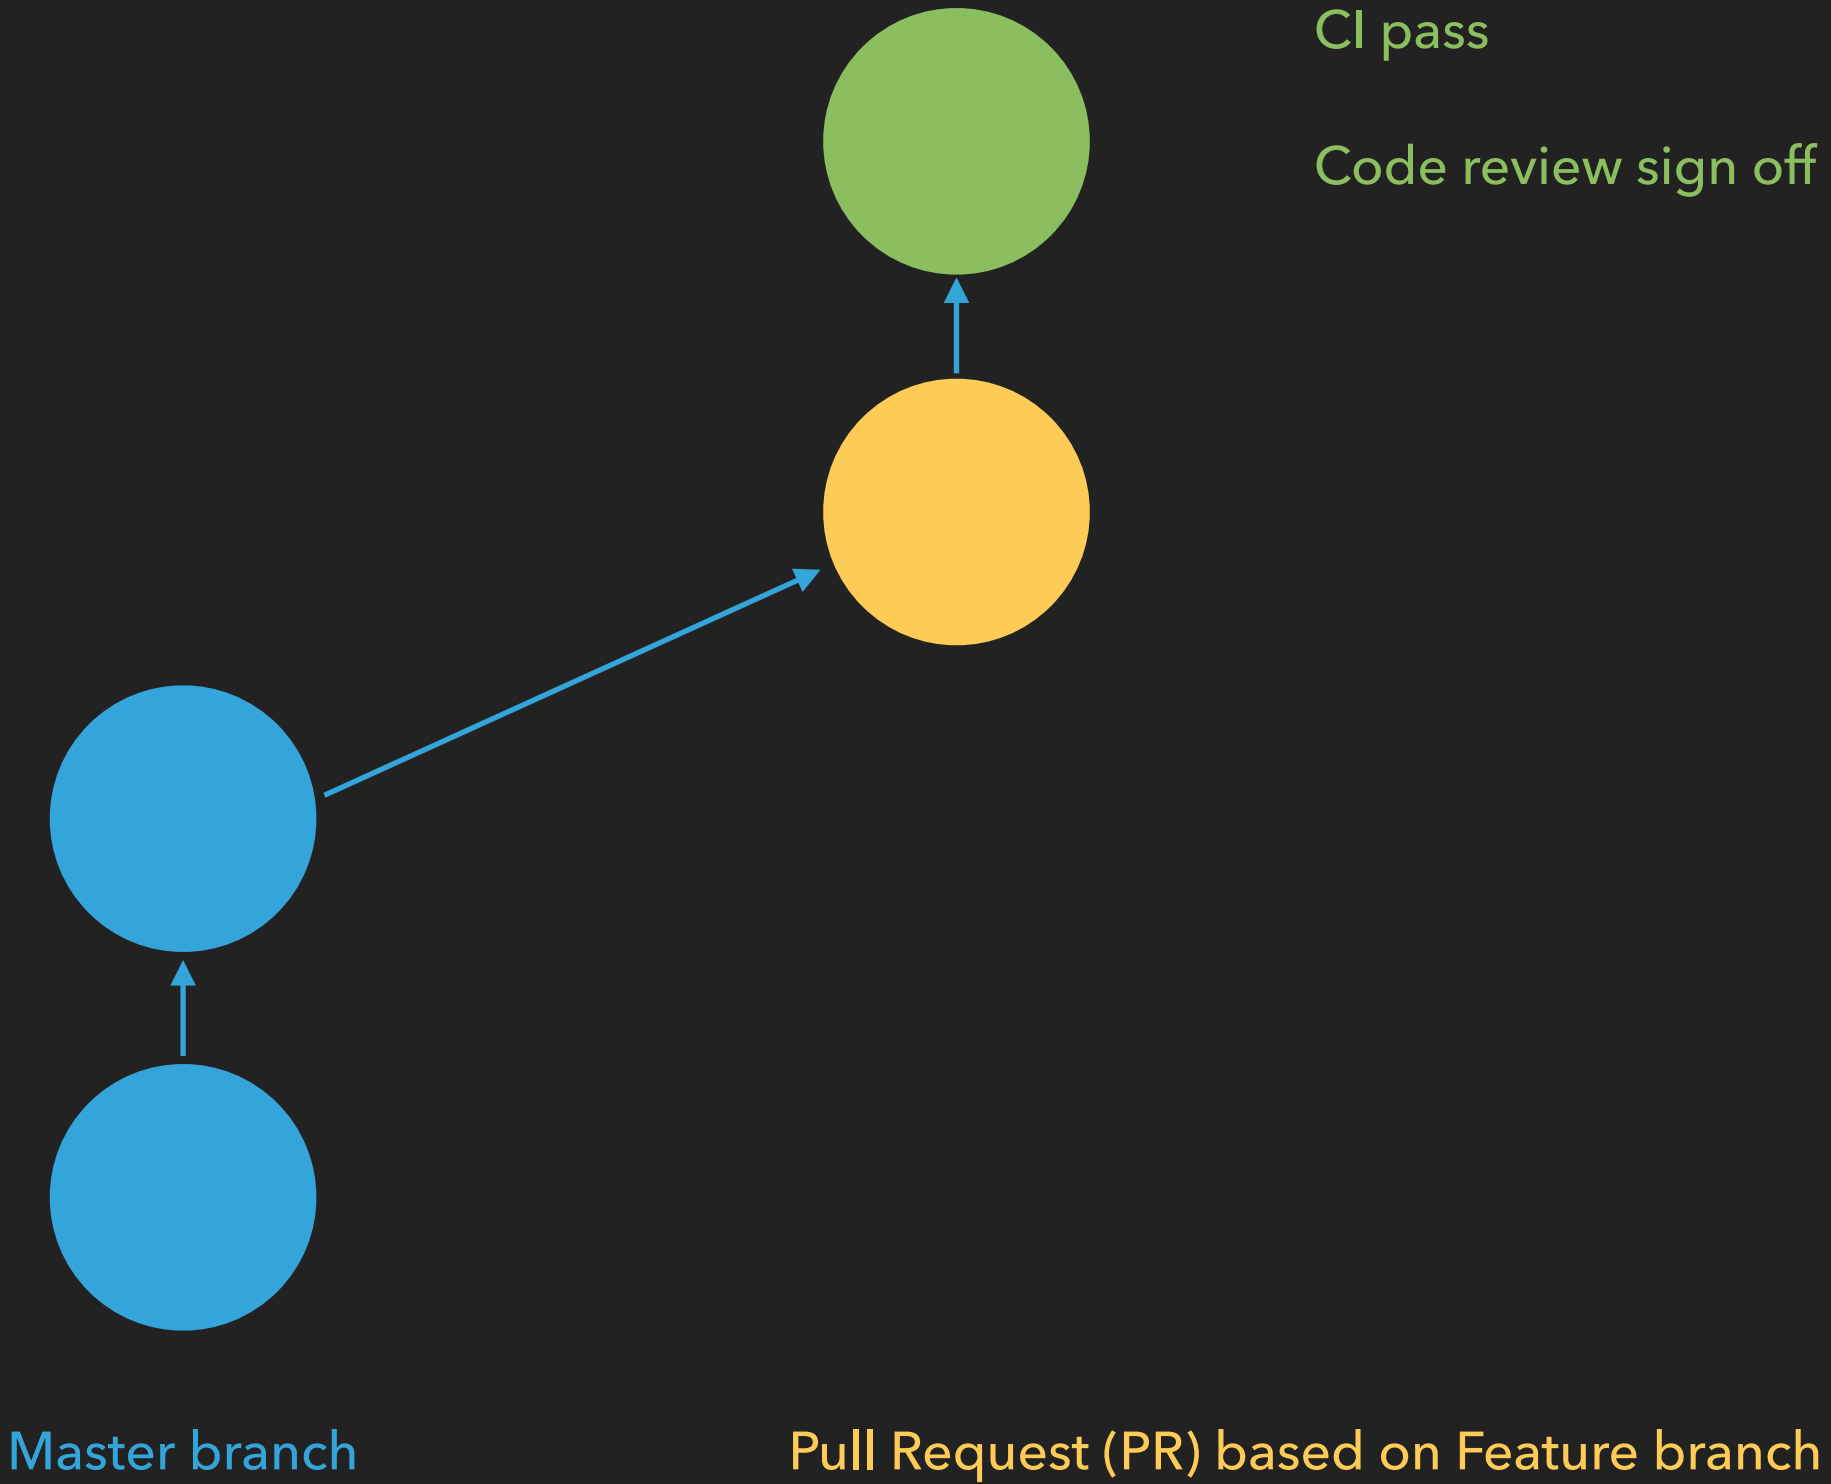 CI pass
Code review sign off
Master branch
Pull Request (PR) based on Feature branch